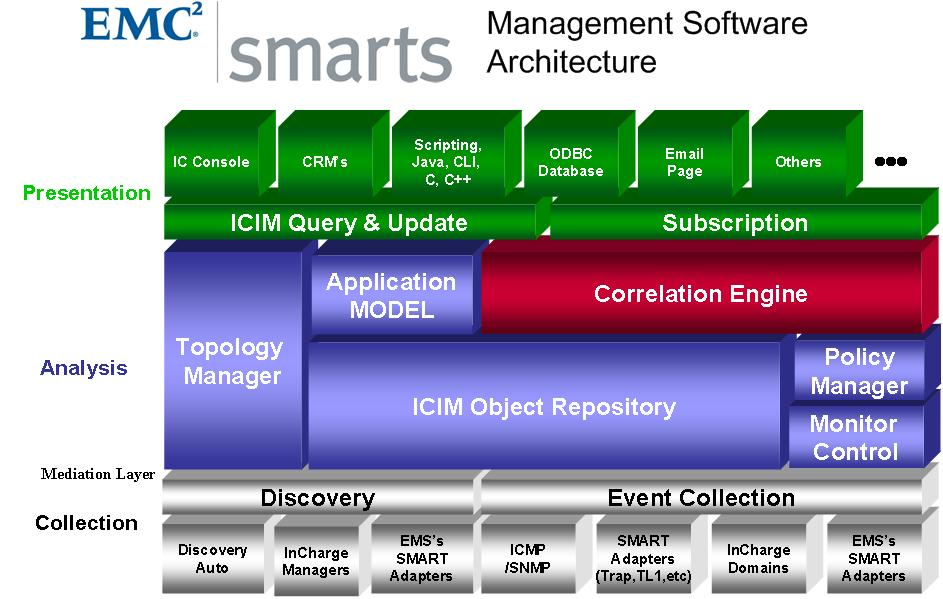 EMC²
smarts
Management Software
Architecture
IC Console
CRM's
Scripting,
Java, CLI,
C, C++
ODBC
Database
Email
Page
Others
•••
Presentation
ICIM Query & Update
Subscription
Application
MODEL
Correlation Engine
Topology
Manager
Analysis
Policy
Manager
ICIM Object Repository
Monitor
Control
Mediation Layer
Discovery
Event Collection
Collection
Discovery
Auto
InCharge
Managers
EMS's
SMART
Adapters
ICMP
/SNMP
SMART
Adapters
(Trap,TL1,etc)
InCharge
Domains
EMS's
SMART
Adapters